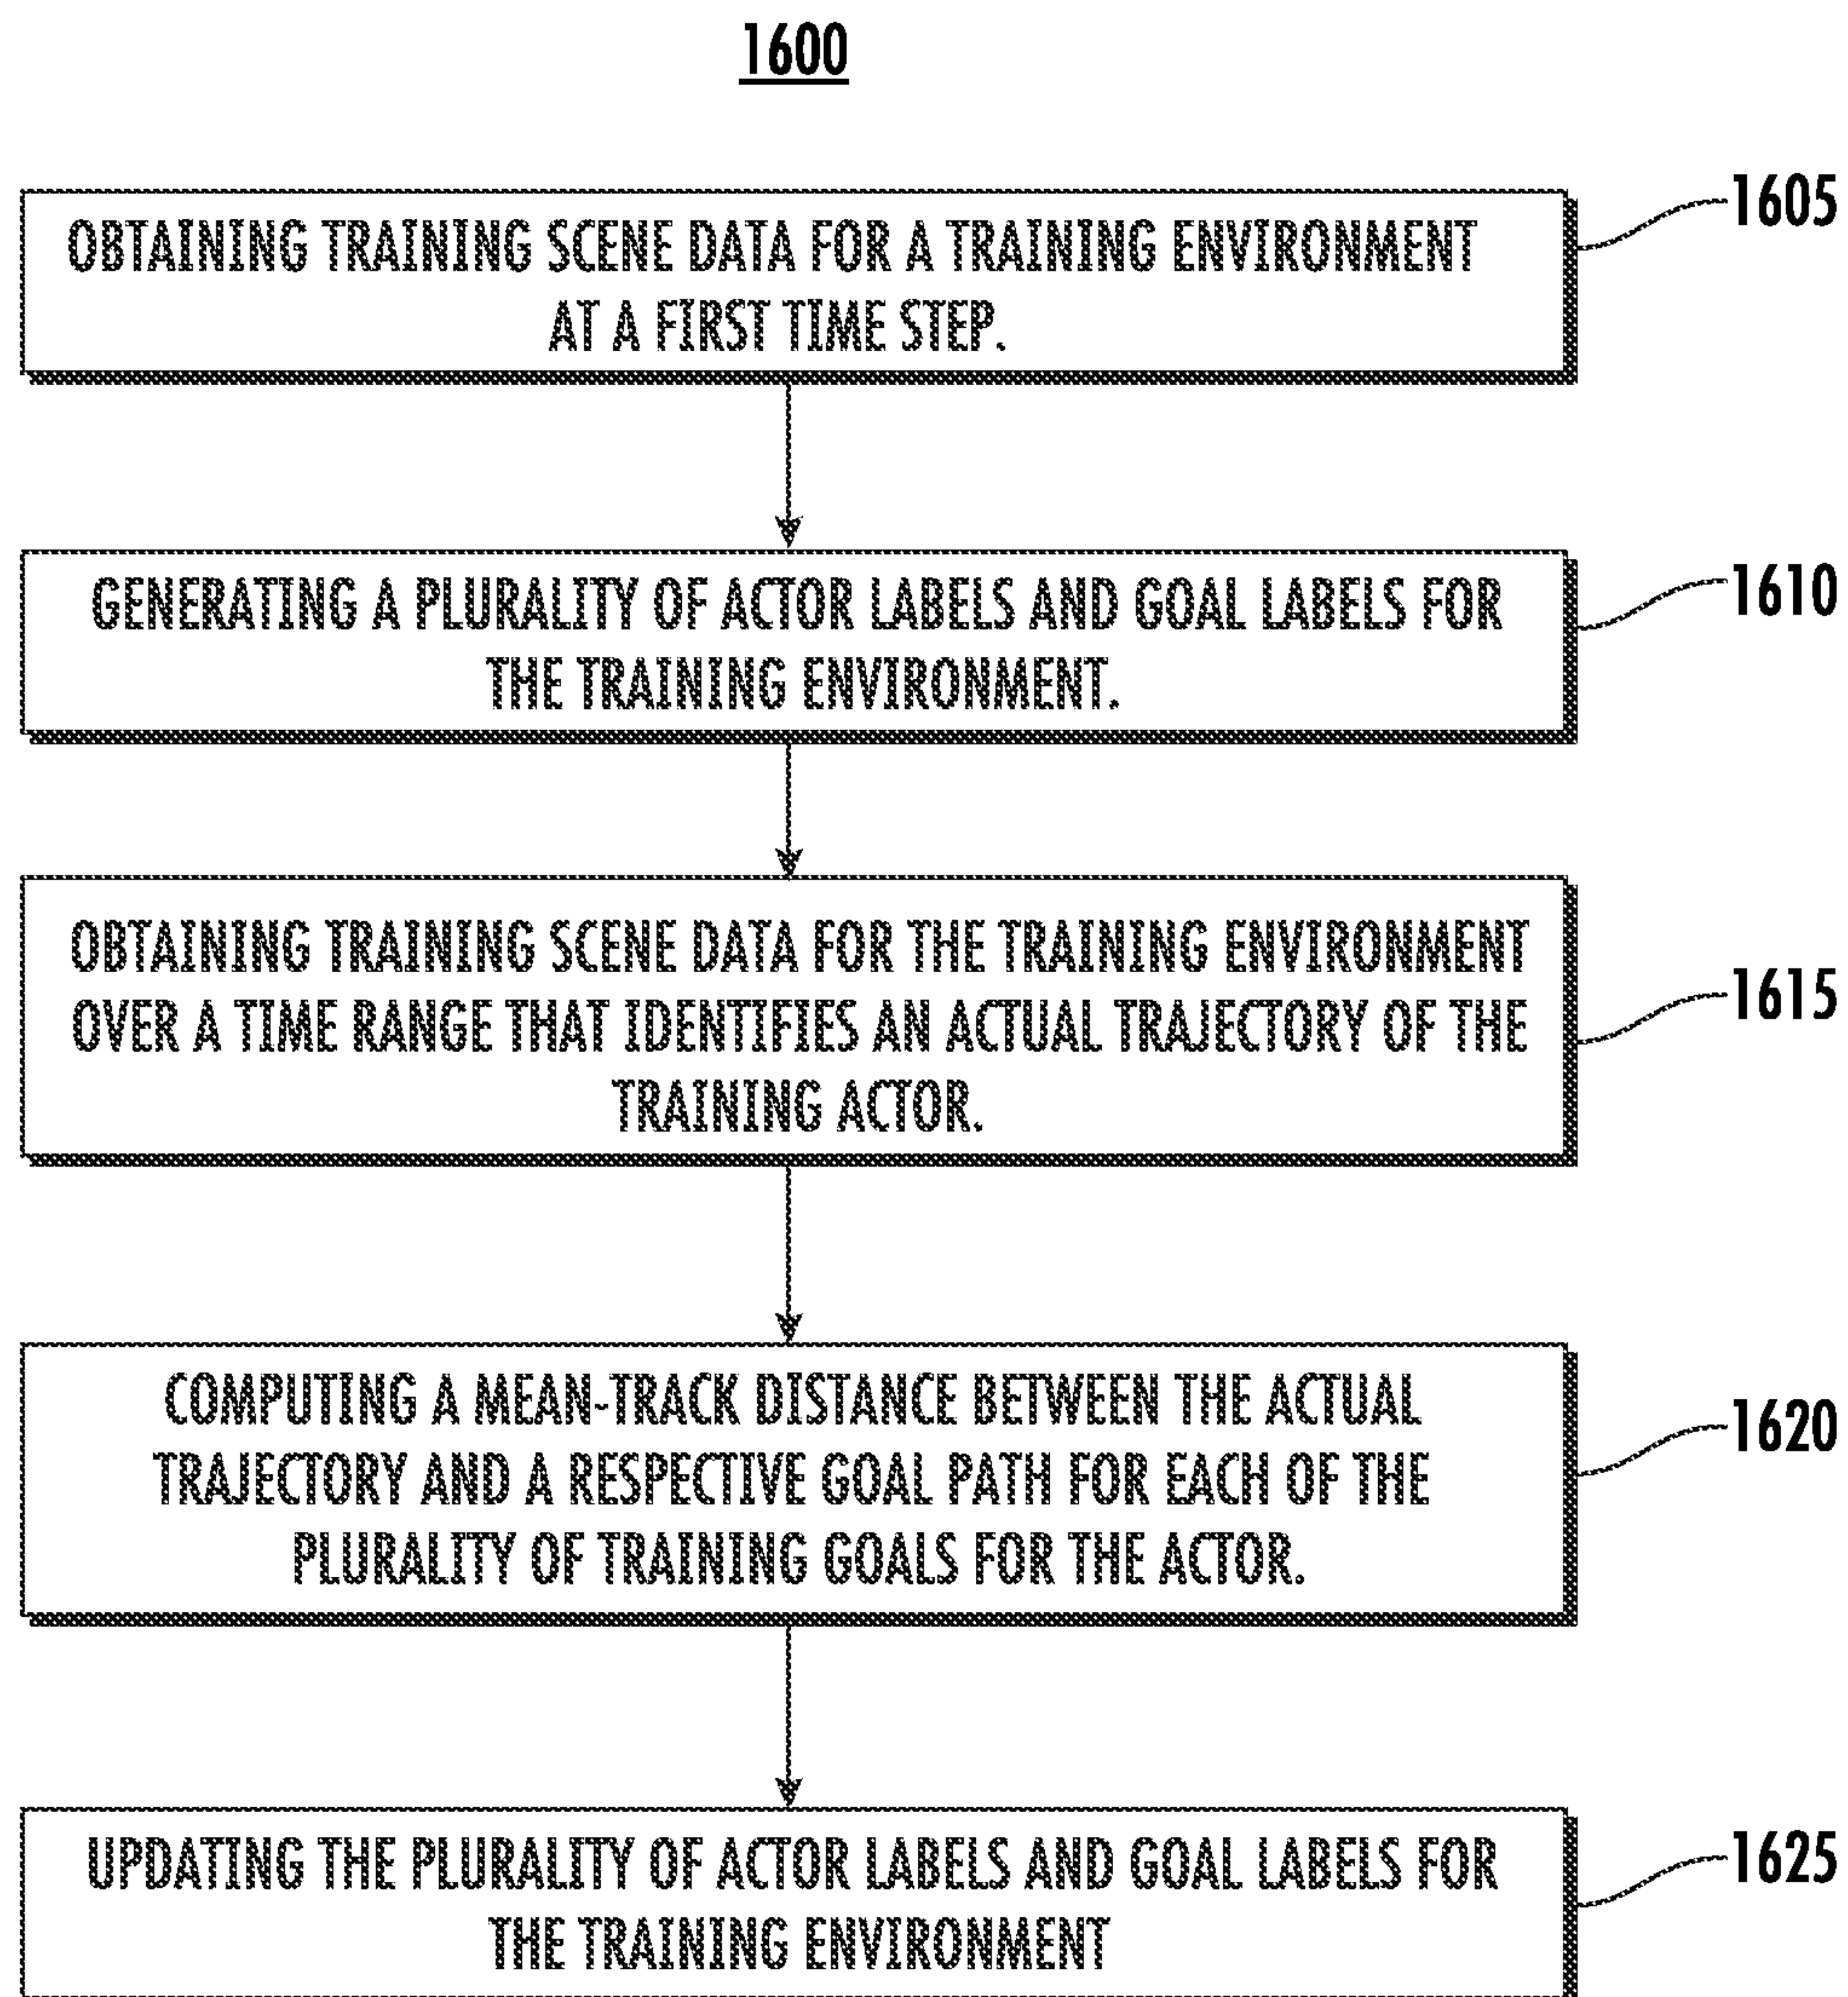 1600
OBTAINING TRAINING SCENE DATA FOR A TRAINING ENVIRONMENT
AT A FIRST TIME STEP.
1605
GENERATING A PLURALITY OF ACTOR LABELS AND GOAL LABELS FOR
THE TRAINING ENVIRONMENT.
1610
OBTAINING TRAINING SCENE DATA FOR THE TRAINING ENVIRONMENT
OVER A TIME RANGE THAT IDENTIFIES AN ACTUAL TRAJECTORY OF THE
TRAINING ACTOR.
1615
COMPUTING A MEAN-TRACK DISTANCE BETWEEN THE ACTUAL
TRAJECTORY AND A RESPECTIVE GOAL PATH FOR EACH OF THE
PLURALITY OF TRAINING GOALS FOR THE ACTOR.
1620
UPDATING THE PLURALITY OF ACTOR LABELS AND GOAL LABELS FOR
THE TRAINING ENVIRONMENT
1625